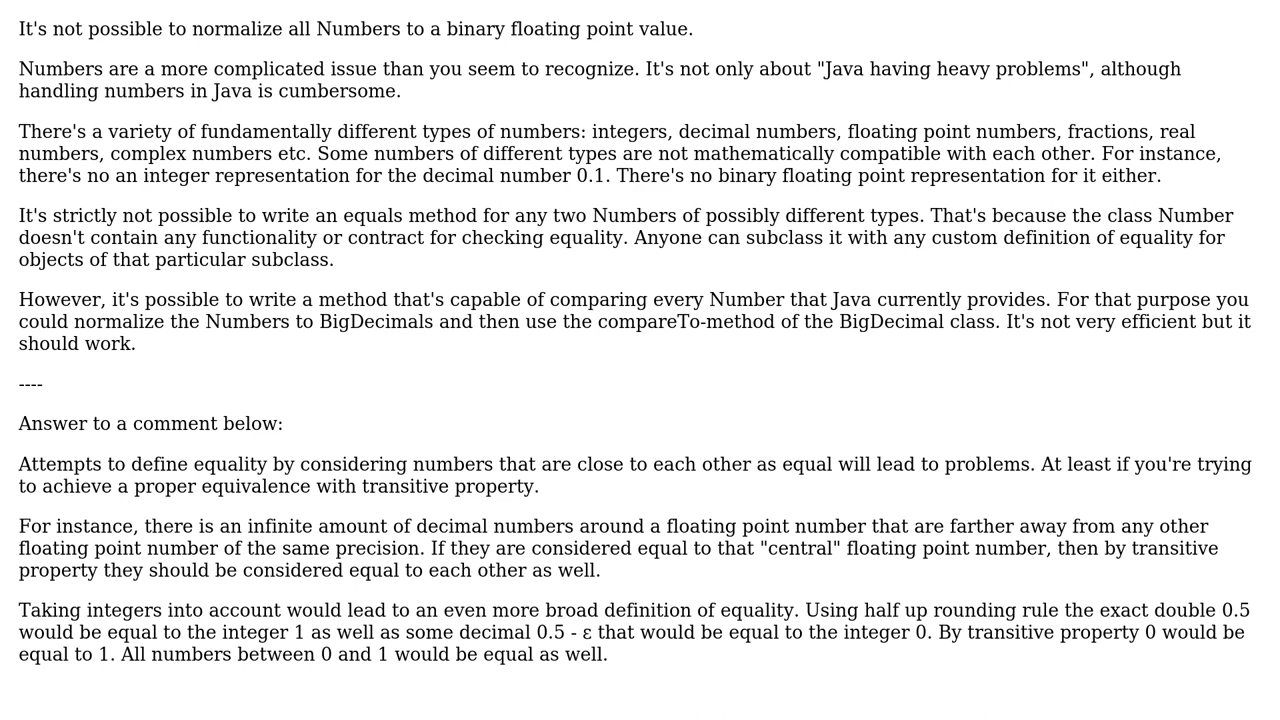 It's not possible to normalize all Numbers to a binary floating point value.
Numbers are a more complicated issue than you seem to recognize. It's not only about "Java having heavy problems", although
handling numbers in Java is cumbersome.
There's a variety of fundamentally different types of numbers: integers, decimal numbers, floating point numbers, fractions, real
numbers, complex numbers etc. Some numbers of different types are not mathematically compatible with each other. For instance,
there's no an integer representation for the decimal number 0.1. There's no binary floating point representation for it either.
It's strictly not possible to write an equals method for any two Numbers of possibly different types. That's because the class Number
doesn't contain any functionality or contract for checking equality. Anyone can subclass it with any custom definition of equality for
objects of that particular subclass.
However, it's possible to write a method that's capable of comparing every Number that Java currently provides. For that purpose you
could normalize the Numbers to BigDecimals and then use the compareTo-method of the BigDecimal class. It's not very efficient but it
should work.
----
Answer to a comment below:
Attempts to define equality by considering numbers that are close to each other as equal will lead to problems. At least if you're trying
to achieve a proper equivalence with transitive property.
For instance, there is an infinite amount of decimal numbers around a floating point number that are farther away from any other
floating point number of the same precision. If they are considered equal to that "central" floating point number, then by transitive
property they should be considered equal to each other as well.
Taking integers into account would lead to an even more broad definition of equality. Using half up rounding rule the exact double 0.5
would be equal to the integer 1 as well as some decimal 0.5 - ε that would be equal to the integer 0. By transitive property 0 would be
equal to 1. All numbers between 0 and 1 would be equal as well.